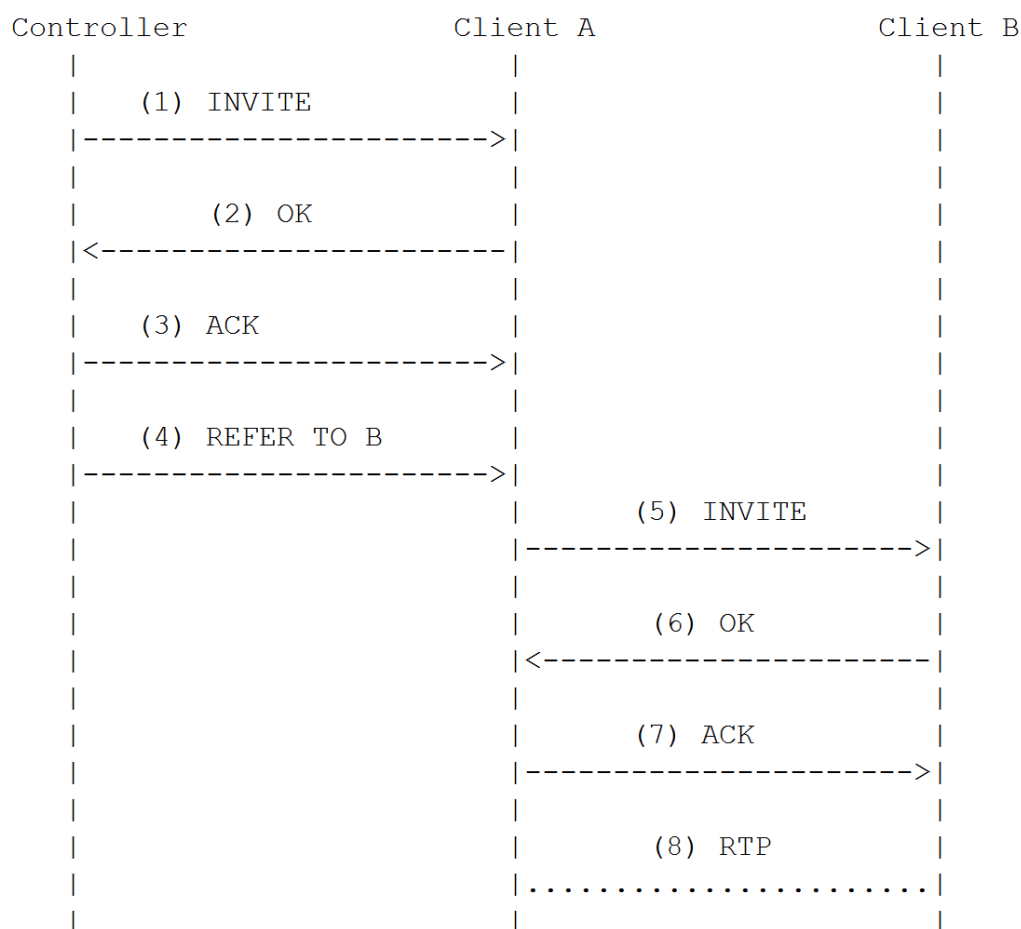 Controller Client A Client B
(1) INVITE
(2) OK
(3) ACK
(4) REFER TO B
(5) INVITE
(6) OK
(7) ACK
(8) RTP